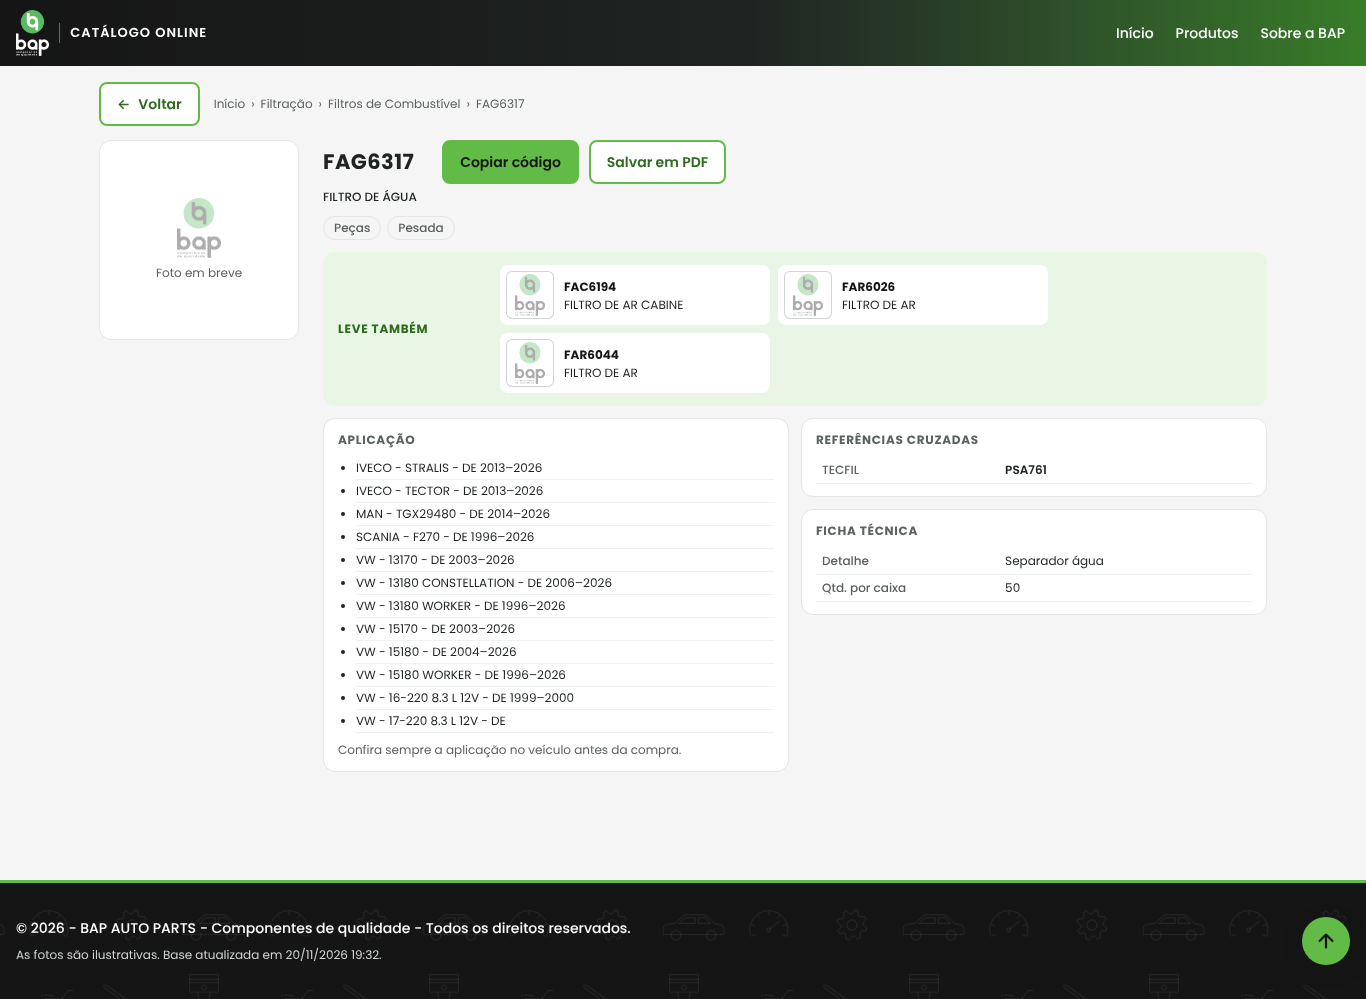 bap
CATÁLOGO ONLINE
Início
Produtos
Sobre a BAP
← Voltar
Início › Filtração › Filtros de Combustível › FAG6317
bap
Foto em breve
FAG6317
Copiar código
Salvar em PDF
FILTRO DE ÁGUA
Peças
Pesada
LEVE TAMBÉM
bap
FAC6194
FILTRO DE AR CABINE
bap
FAR6026
FILTRO DE AR
bap
FAR6044
FILTRO DE AR
APLICAÇÃO
• IVECO - STRALIS - DE 2013–2026
• IVECO - TECTOR - DE 2013–2026
• MAN - TGX29480 - DE 2014–2026
• SCANIA - F270 - DE 1996–2026
• VW - 13170 - DE 2003–2026
• VW - 13180 CONSTELLATION - DE 2006–2026
• VW - 13180 WORKER - DE 1996–2026
• VW - 15170 - DE 2003–2026
• VW - 15180 - DE 2004–2026
• VW - 15180 WORKER - DE 1996–2026
• VW - 16-220 8.3 L 12V - DE 1999–2000
• VW - 17-220 8.3 L 12V - DE
Confira sempre a aplicação no veículo antes da compra.
REFERÊNCIAS CRUZADAS
TECFIL PSA761
FICHA TÉCNICA
Detalhe Separador água
Qtd. por caixa 50
© 2026 - BAP AUTO PARTS - Componentes de qualidade - Todos os direitos reservados.
As fotos são ilustrativas. Base atualizada em 20/11/2026 19:32.